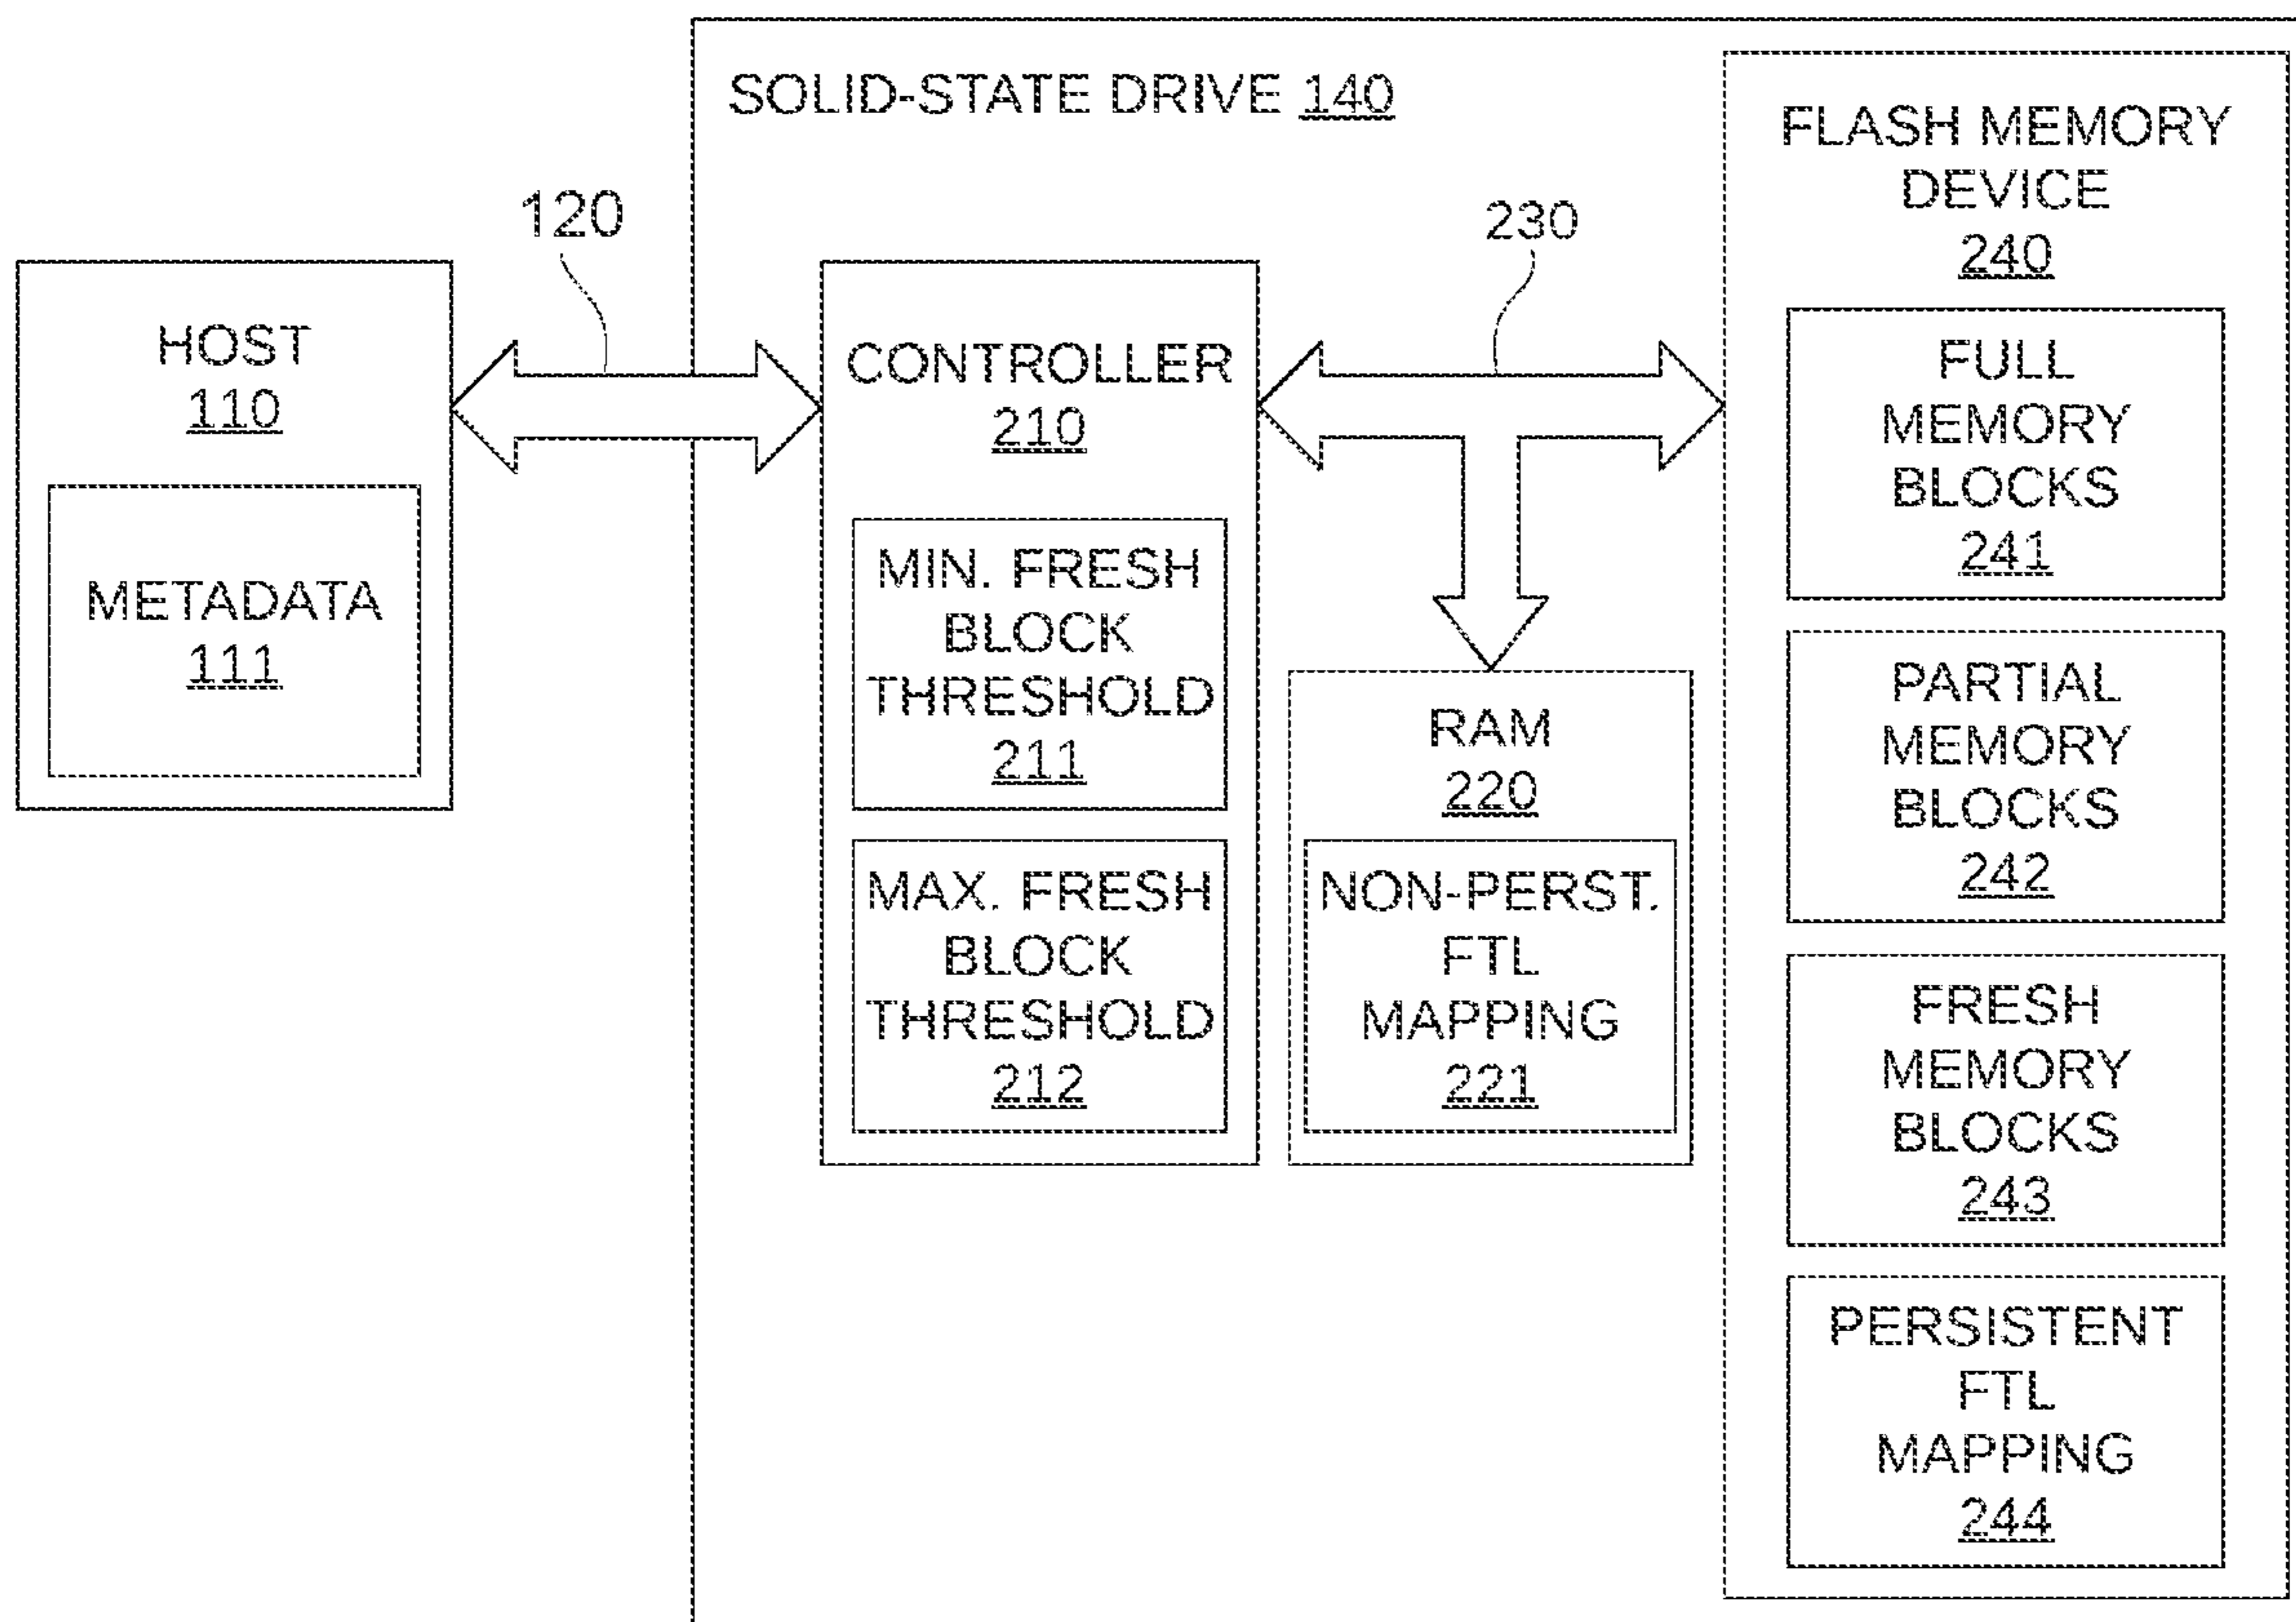 SOLID-STATE DRIVE 140
120
HOST
110
METADATA
111
CONTROLLER
210
MIN. FRESH
BLOCK
THRESHOLD
211
MAX. FRESH
BLOCK
THRESHOLD
212
230
RAM
220
NON-PERST.
FTL
MAPPING
221
FLASH MEMORY
DEVICE
240
FULL
MEMORY
BLOCKS
241
PARTIAL
MEMORY
BLOCKS
242
FRESH
MEMORY
BLOCKS
243
PERSISTENT
FTL
MAPPING
244